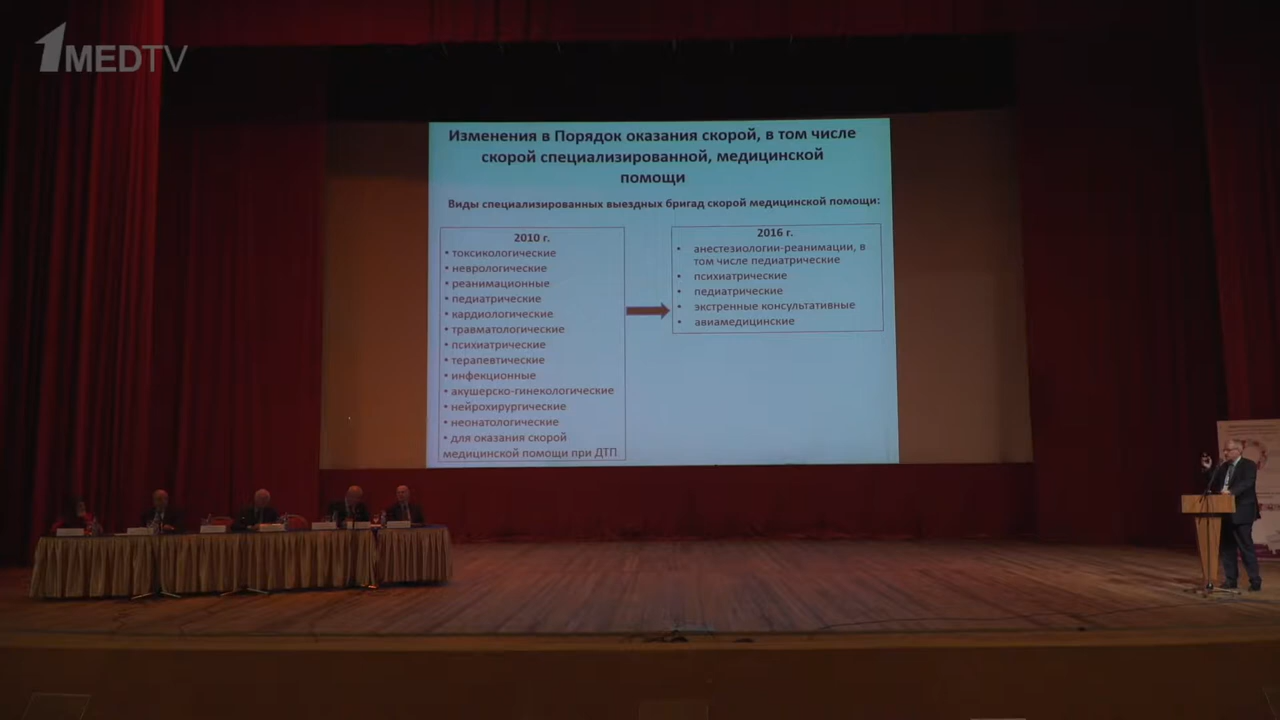 1MEDTV
Изменения в Порядок оказания скорой, в том числе
скорой специализированной, медицинской
помощи
Виды специализированных выездных бригад скорой медицинской помощи:
2010 г.
• токсикологические
• неврологические
• реанимационные
• педиатрические
• кардиологические
• травматологические
• психиатрические
• терапевтические
• инфекционные
• акушерско-гинекологические
• нейрохирургические
• неонатологические
• для оказания скорой
медицинской помощи при ДТП
2016 г.
• анестезиологии-реанимации, в
том числе педиатрические
• психиатрические
• педиатрические
• экстренные консультативные
• авиамедицинские